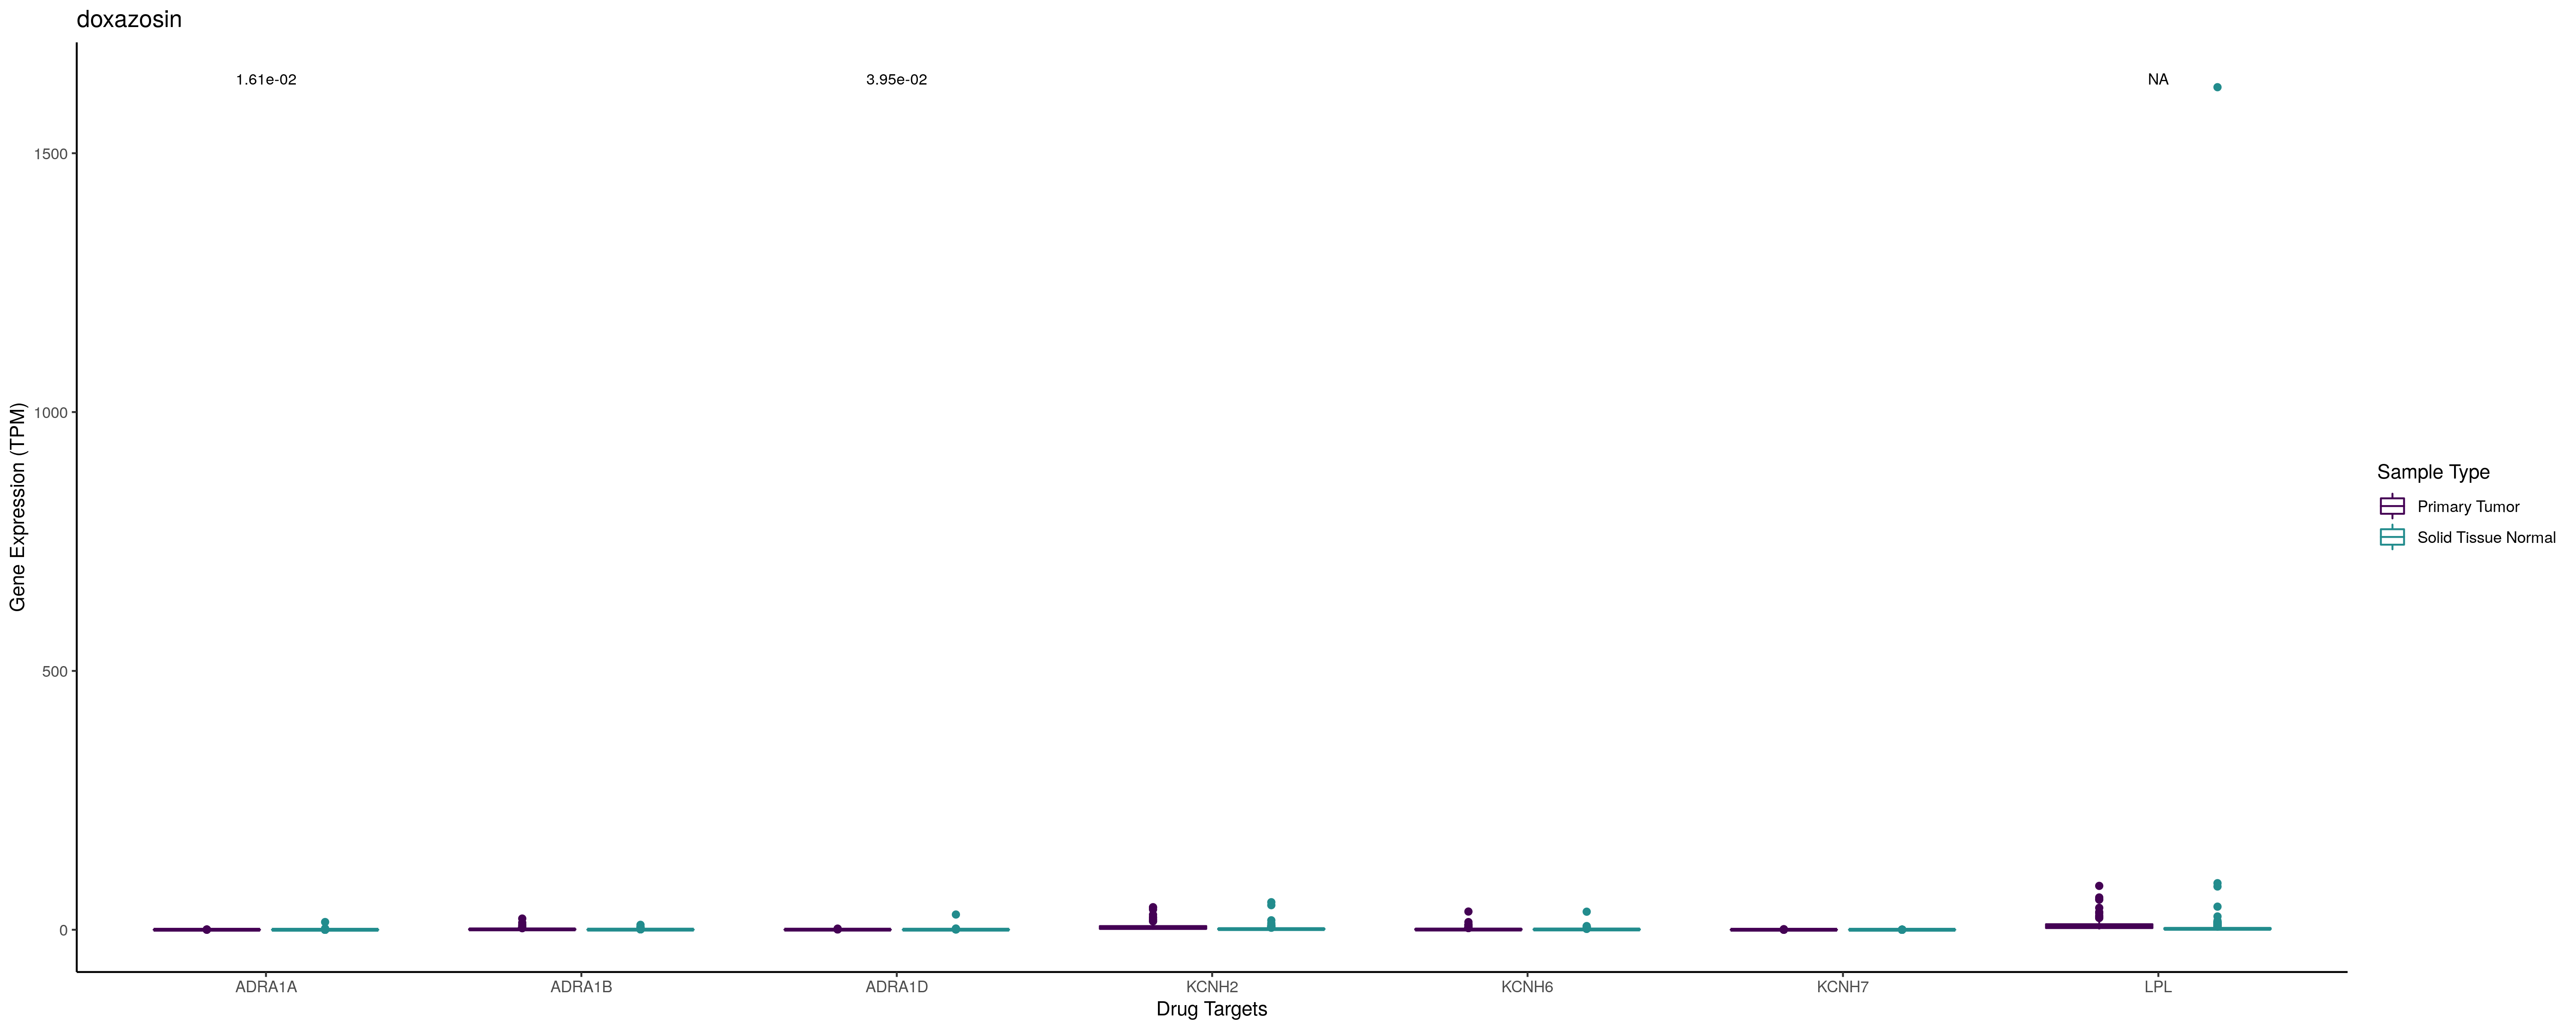 doxazosin
1.61e-02
3.95e-02
NA
1500
1000
500
0
Gene Expression (TPM)
ADRA1A
ADRA1B
ADRA1D
KCNH2
KCNH6
KCNH7
LPL
Drug Targets
Sample Type
Primary Tumor
Solid Tissue Normal